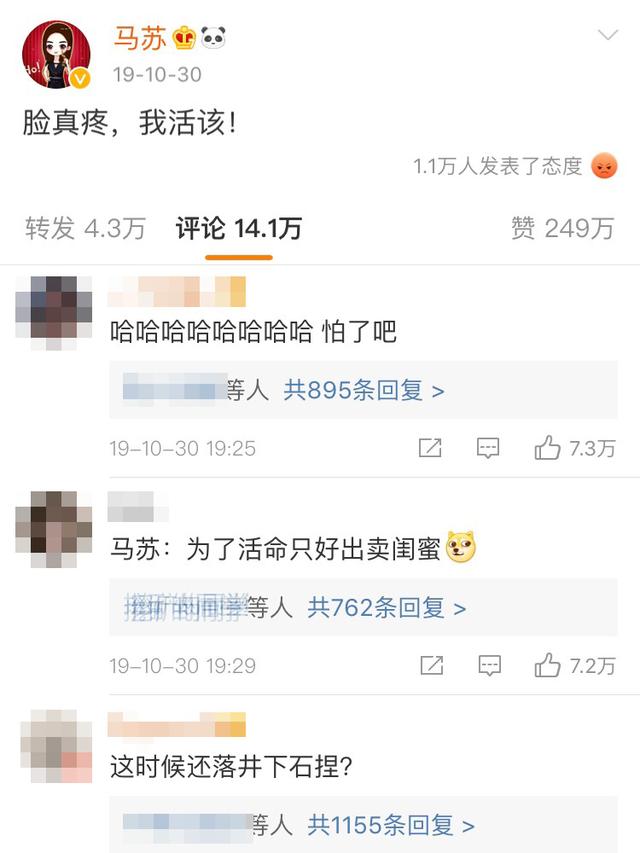 Ho!
马苏
19-10-30
脸真疼，我活该！
1.1万人发表了态度
转发 4.3万 评论 14.1万 赞 249万
哈哈哈哈哈哈哈哈 怕了吧
等人 共895条回复 >
19-10-30 19:25 7.3万
马苏：为了活命只好出卖闺蜜
等人 共762条回复 >
19-10-30 19:29 7.2万
这时候还落井下石捏？
等人 共1155条回复 >